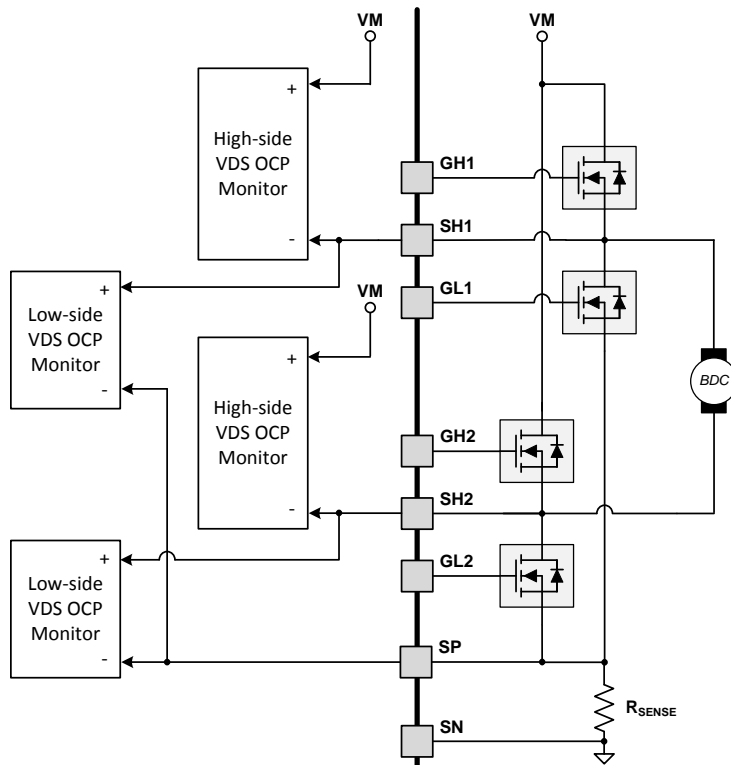 VM
VM
+
High-side
VDS OCP
Monitor
-
GH1
SH1
+
Low-side
VDS OCP
Monitor
-
GL1
VM
+
High-side
VDS OCP
Monitor
-
BDC
GH2
SH2
+
Low-side
VDS OCP
Monitor
-
GL2
SP
RSENSE
SN